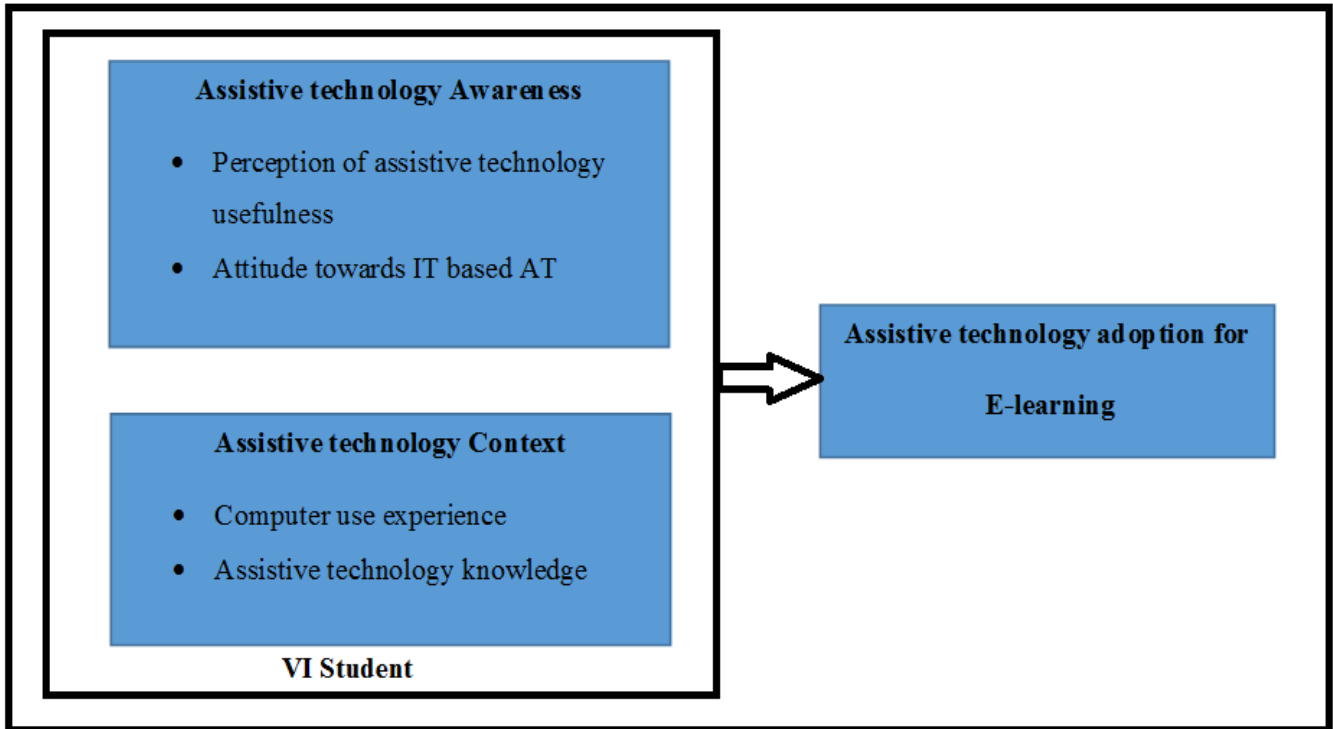 Assistive technology Awareness
• Perception of assistive technology
usefulness
• Attitude towards IT based AT
Assistive technology Context
• Computer use experience
• Assistive technology knowledge
VI Student
Assistive technology adoption for
E-learning